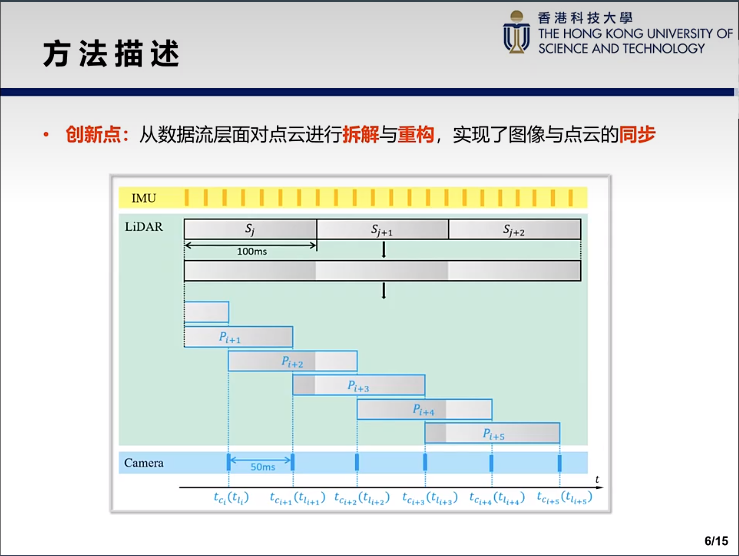 香港科技大學
THE HONG KONG UNIVERSITY OF
SCIENCE AND TECHNOLOGY
方法描述
• 创新点：从数据流层面对点云进行拆解与重构，实现了图像与点云的同步
IMU
LiDAR
S_j S_{j+1} S_{j+2}
100ms
P_{i+1}
P_{i+2}
P_{i+3}
P_{i+4}
P_{i+5}
Camera
50ms
t
t_{c_i}(t_{l_i}) t_{c_{i+1}}(t_{l_{i+1}}) t_{c_{i+2}}(t_{l_{i+2}}) t_{c_{i+3}}(t_{l_{i+3}}) t_{c_{i+4}}(t_{l_{i+4}}) t_{c_{i+5}}(t_{l_{i+5}})
6/15